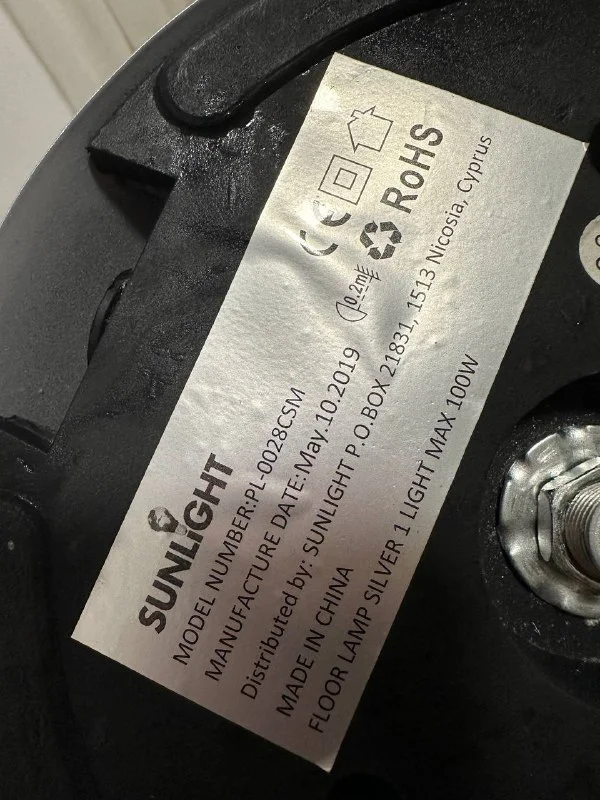 SUNLIGHT
MODEL NUMBER:PL-0028CSM
MANUFACTURE DATE:May.10.2019
Distributed by: SUNLIGHT P.O.BOX 21831, 1513 Nicosia, Cyprus
MADE IN CHINA
FLOOR LAMP SILVER 1 LIGHT MAX 100W
CE
0.2m
RoHS